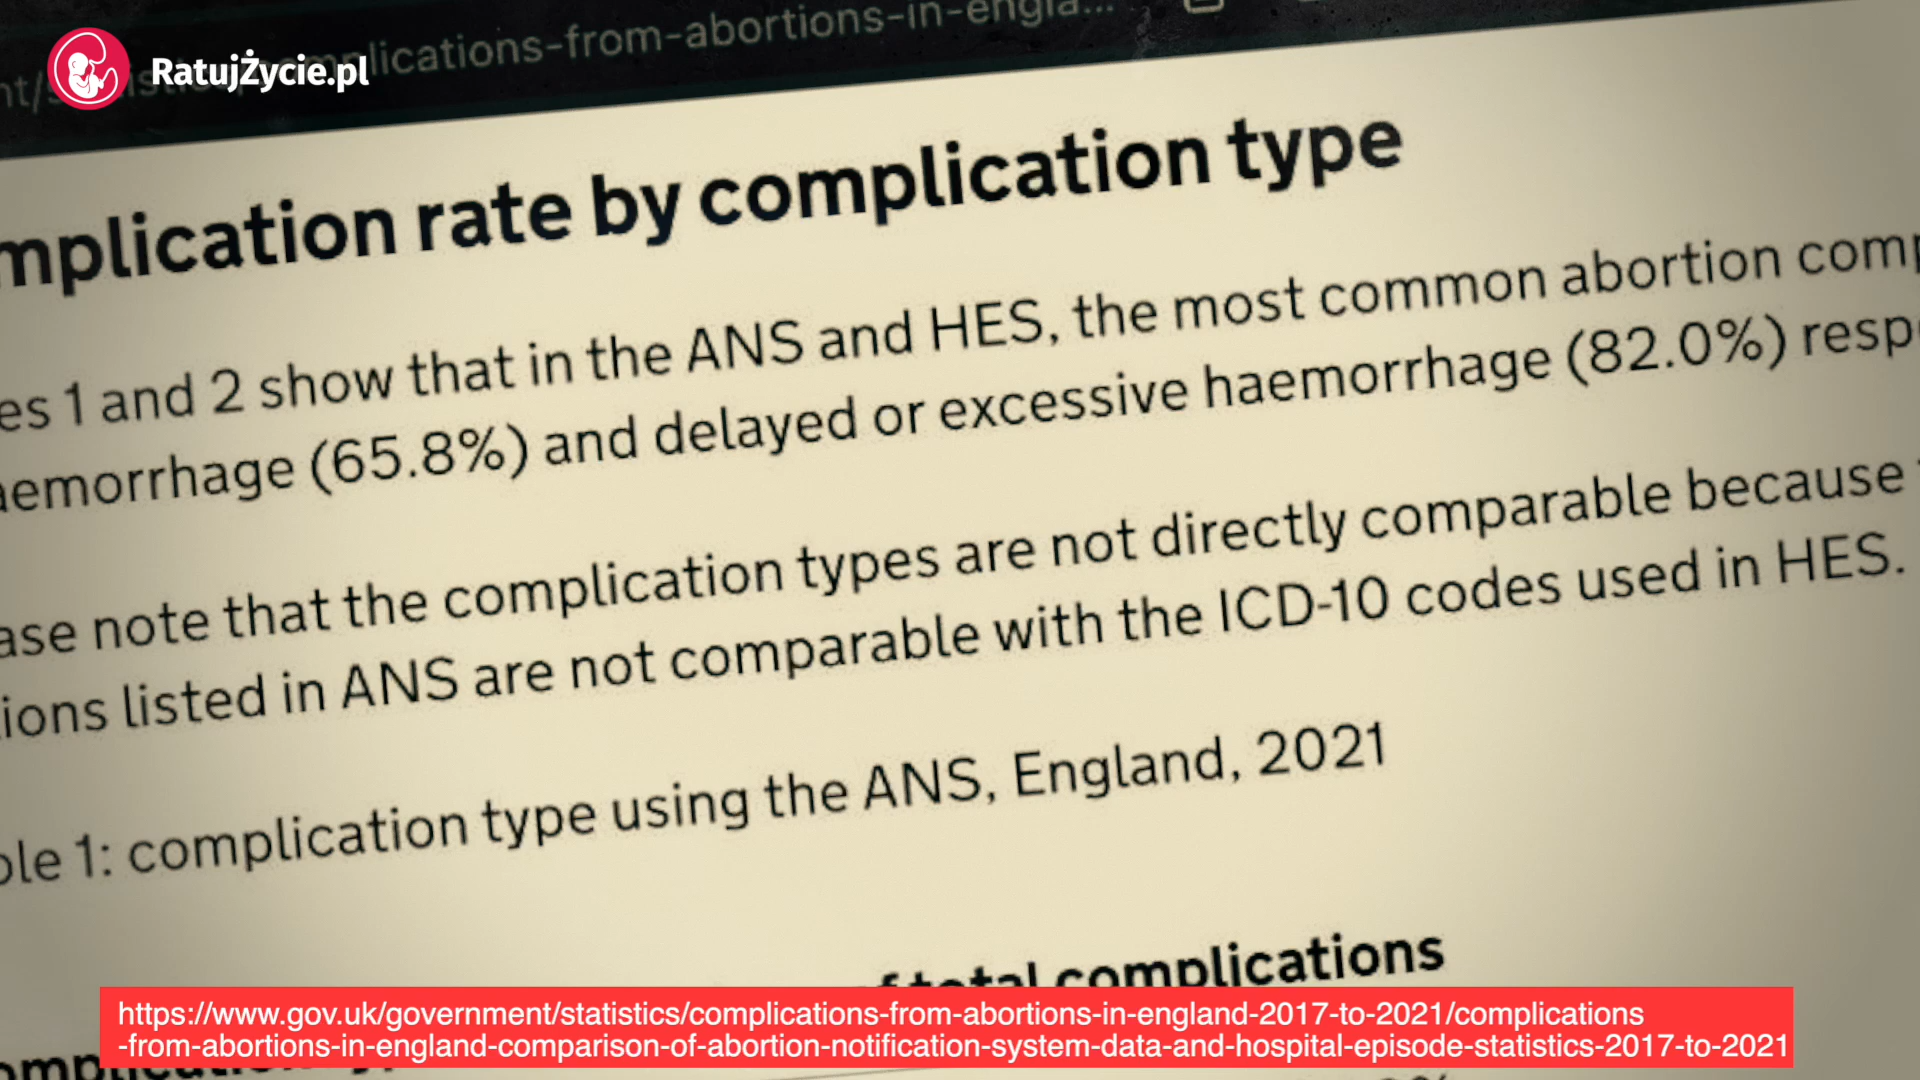 complications-from-abortions-in-engla...
RatujŻycie.pl
mplication rate by complication type
es 1 and 2 show that in the ANS and HES, the most common abortion comp
aemorrhage (65.8%) and delayed or excessive haemorrhage (82.0%) resp
ase note that the complication types are not directly comparable because
ions listed in ANS are not comparable with the ICD-10 codes used in HES.
ble 1: complication type using the ANS, England, 2021
of total complications
https://www.gov.uk/government/statistics/complications-from-abortions-in-england-2017-to-2021/complications
-from-abortions-in-england-comparison-of-abortion-notification-system-data-and-hospital-episode-statistics-2017-to-2021